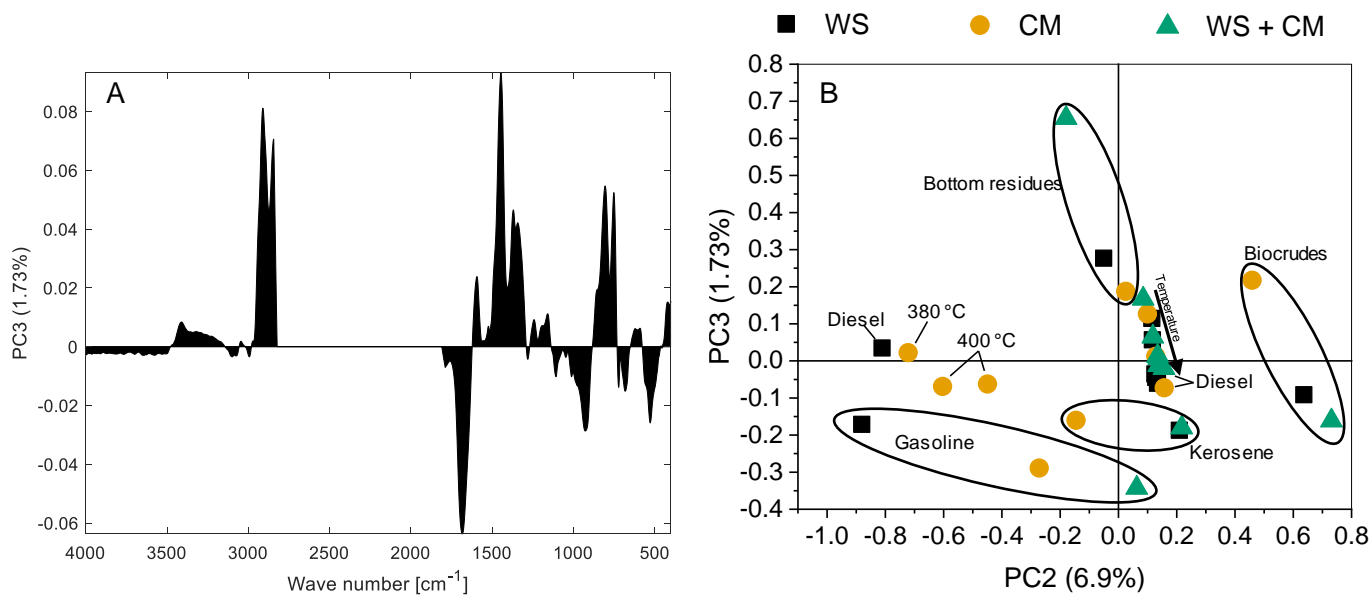 WS CM WS + CM
A
PC3 (1.73%)
0.08
0.06
0.04
0.02
0
-0.02
-0.04
-0.06
4000 3500 3000 2500 2000 1500 1000 500
Wave number [cm⁻¹]
B
PC3 (1.73%)
0.8
0.7
0.6
0.5
0.4
0.3
0.2
0.1
0.0
-0.1
-0.2
-0.3
-0.4
Bottom residues
Biocrudes
Temperature
Diesel
380 °C
400 °C
Diesel
Gasoline
Kerosene
-1.0 -0.8 -0.6 -0.4 -0.2 0.0 0.2 0.4 0.6 0.8
PC2 (6.9%)